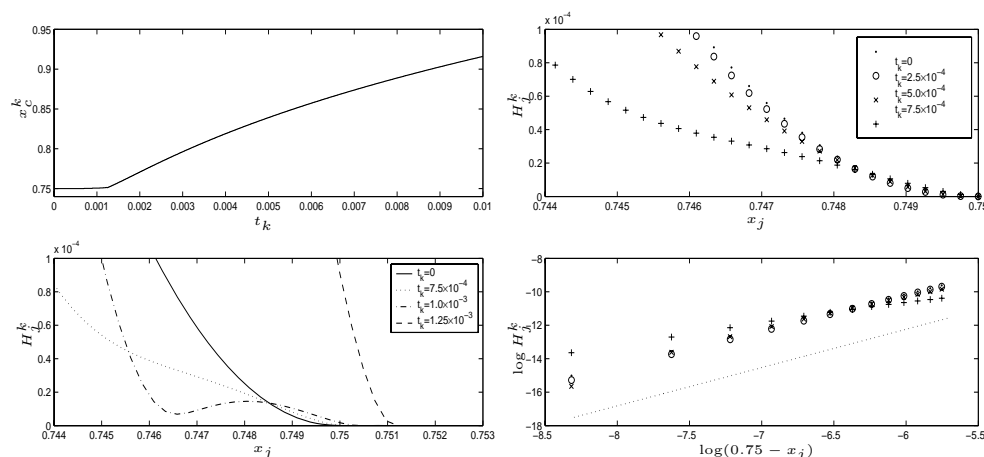 0.95
0.85
0.75
x_c^k
0 0.001 0.002 0.003 0.004 0.005 0.006 0.007 0.008 0.009 0.01
t_k
x 10^-4
1
0.8
0.6
0.4
0.2
0
H_j^k
t_k=0
t_k=2.5×10^-4
t_k=5.0×10^-4
t_k=7.5×10^-4
0.744 0.745 0.746 0.747 0.748 0.749 0.75
x_j
x 10^-4
1
0.8
0.6
0.4
0.2
0
H_j^k
t_k=0
t_k=7.5×10^-4
t_k=1.0×10^-3
t_k=1.25×10^-3
0.744 0.745 0.746 0.747 0.748 0.749 0.75 0.751 0.752 0.753
x_j
-8
-10
-12
-14
-16
-18
log H_j^k
-8.5 -8 -7.5 -7 -6.5 -6 -5.5
log(0.75 − x_j)